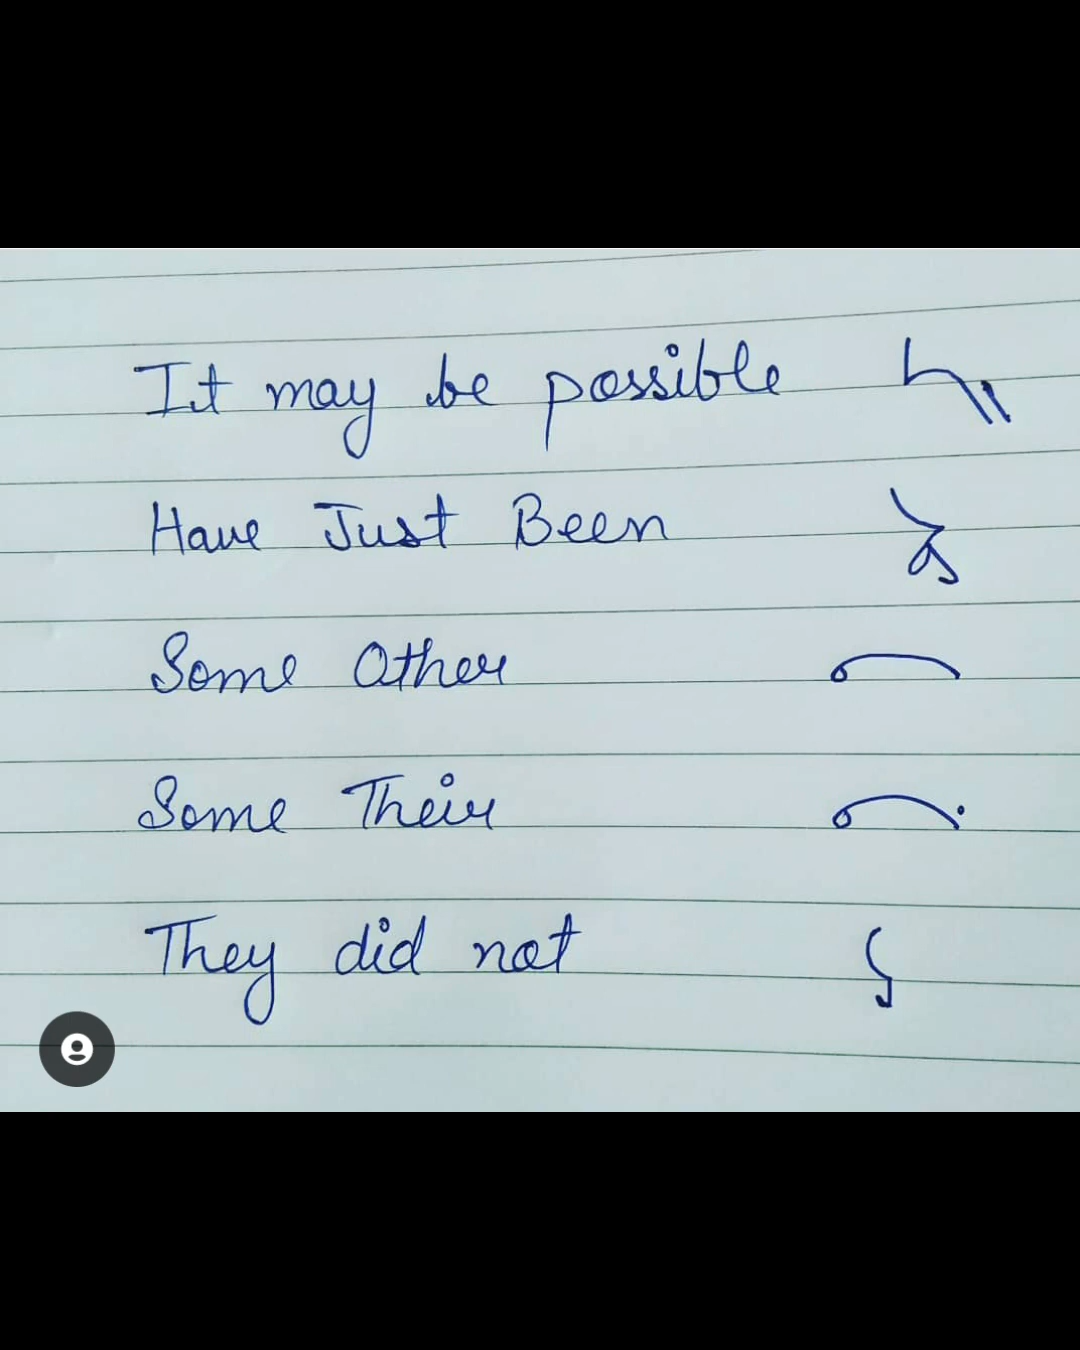 It may be possible
Have Just Been
Some Other
Some Their
They did not